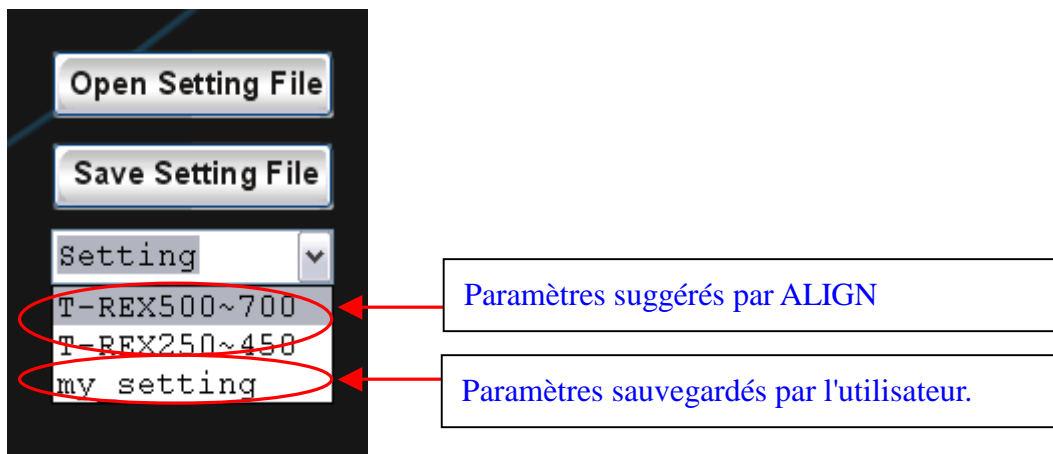 Open Setting File
Save Setting File
Setting
T-REX500~700
T-REX250~450
my setting
Paramètres suggérés par ALIGN
Paramètres sauvegardés par l'utilisateur.